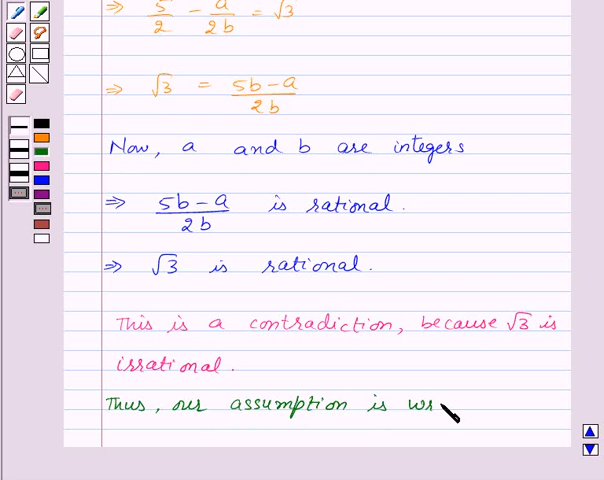 ⇒ 5/2 - a/2b = √3
⇒ √3 = 5b-a/2b
Now, a and b are integers
⇒ 5b-a/2b is rational.
⇒ √3 is rational.
This is a contradiction, because √3 is
irrational.
Thus, our assumption is wr